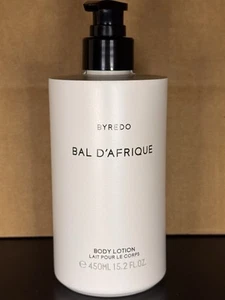 BYREDO
BAL D'AFRIQUE
BODY LOTION
LAIT POUR LE CORPS
℮ 450ML 15.2 FL.OZ.